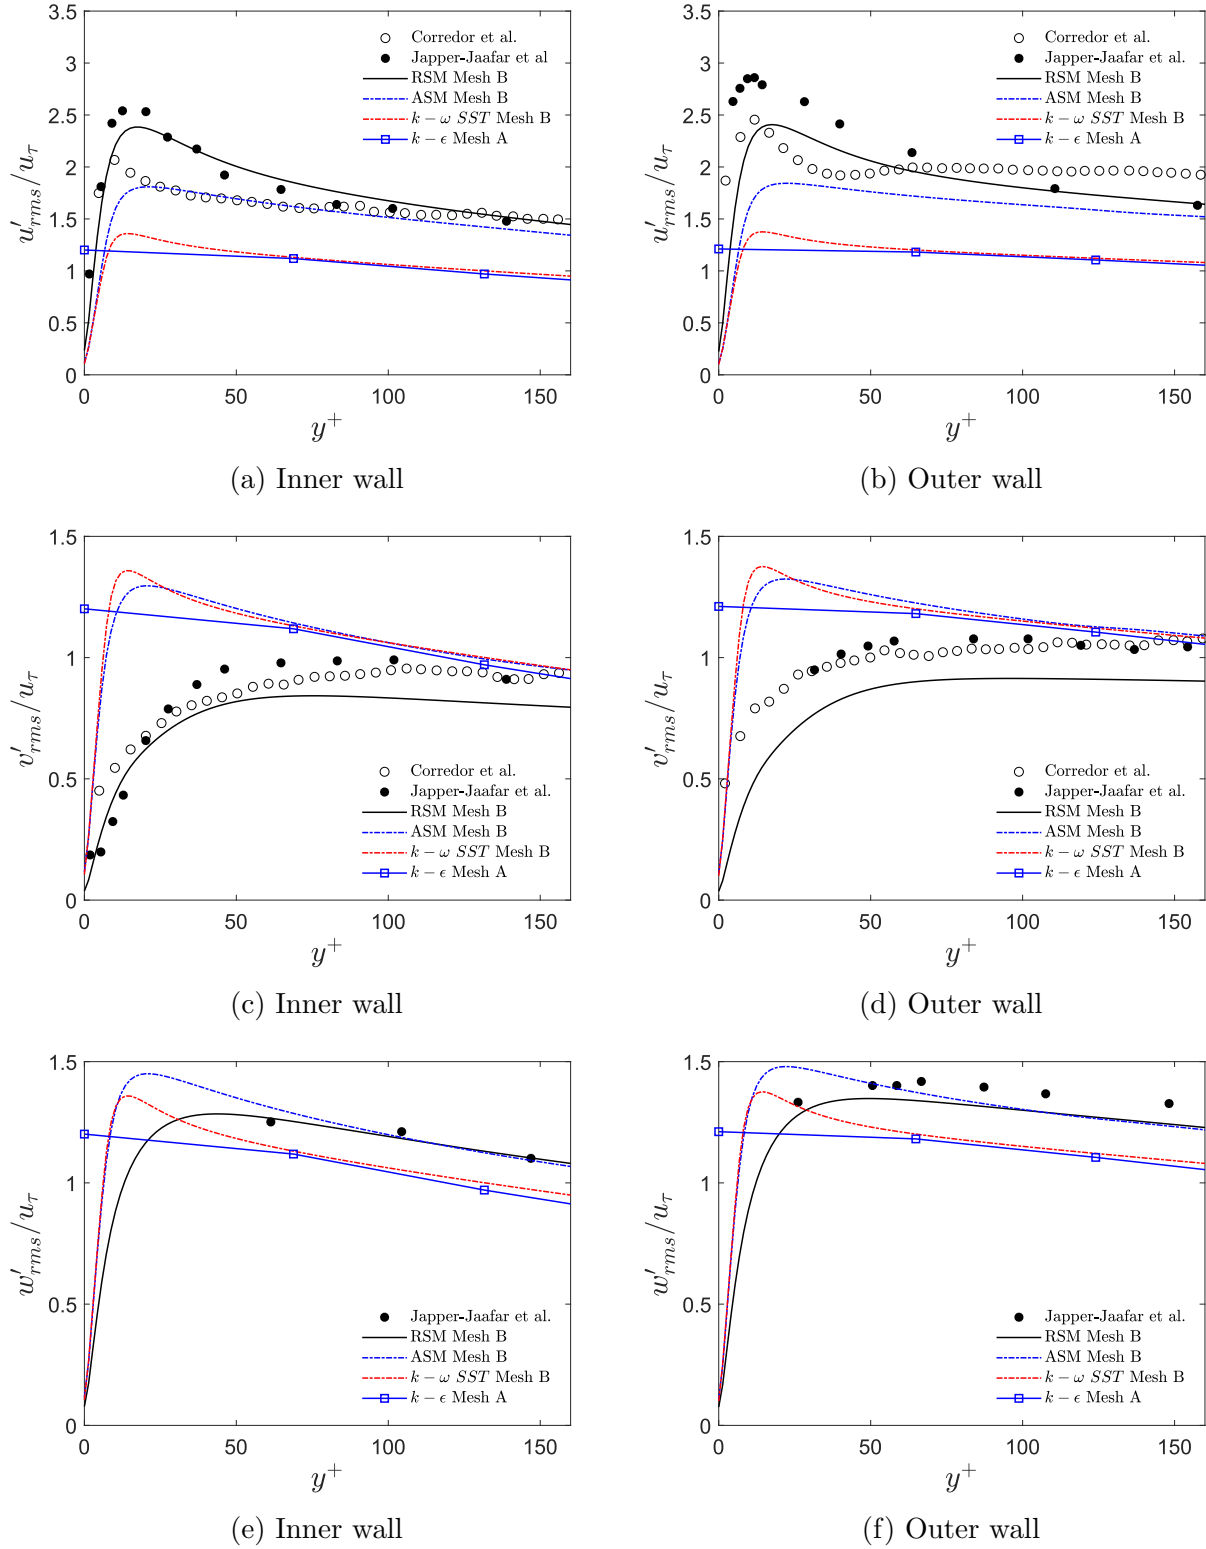 3.5
3
2.5
2
1.5
1
0.5
0
0 50 100 150
u′rms/uτ
y+
Corredor et al.
Japper-Jaafar et al
RSM Mesh B
ASM Mesh B
k − ω SST Mesh B
k − ϵ Mesh A
(a) Inner wall
3.5
3
2.5
2
1.5
1
0.5
0
0 50 100 150
u′rms/uτ
y+
Corredor et al.
Japper-Jaafar et al.
RSM Mesh B
ASM Mesh B
k − ω SST Mesh B
k − ϵ Mesh A
(b) Outer wall
1.5
1
0.5
0
0 50 100 150
v′rms/uτ
y+
Corredor et al.
Japper-Jaafar et al.
RSM Mesh B
ASM Mesh B
k − ω SST Mesh B
k − ϵ Mesh A
(c) Inner wall
1.5
1
0.5
0
0 50 100 150
v′rms/uτ
y+
Corredor et al.
Japper-Jaafar et al.
RSM Mesh B
ASM Mesh B
k − ω SST Mesh B
k − ϵ Mesh A
(d) Outer wall
1.5
1
0.5
0
0 50 100 150
w′rms/uτ
y+
Japper-Jaafar et al.
RSM Mesh B
ASM Mesh B
k − ω SST Mesh B
k − ϵ Mesh A
(e) Inner wall
1.5
1
0.5
0
0 50 100 150
w′rms/uτ
y+
Japper-Jaafar et al.
RSM Mesh B
ASM Mesh B
k − ω SST Mesh B
k − ϵ Mesh A
(f) Outer wall